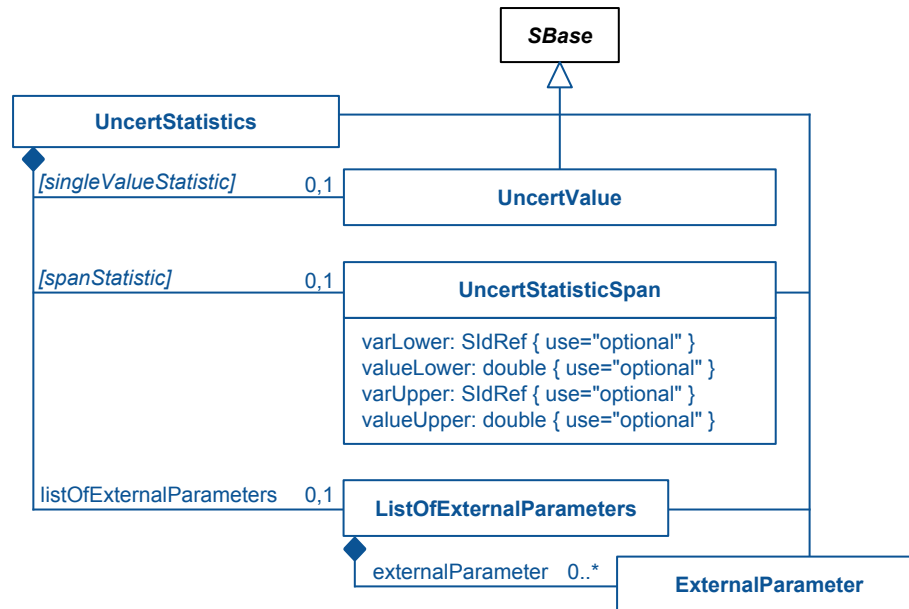 SBase
UncertStatistics
[singleValueStatistic] 0,1
UncertValue
[spanStatistic] 0,1
UncertStatisticSpan
varLower: SIdRef { use="optional" }
valueLower: double { use="optional" }
varUpper: SIdRef { use="optional" }
valueUpper: double { use="optional" }
listOfExternalParameters 0,1
ListOfExternalParameters
externalParameter 0..*
ExternalParameter